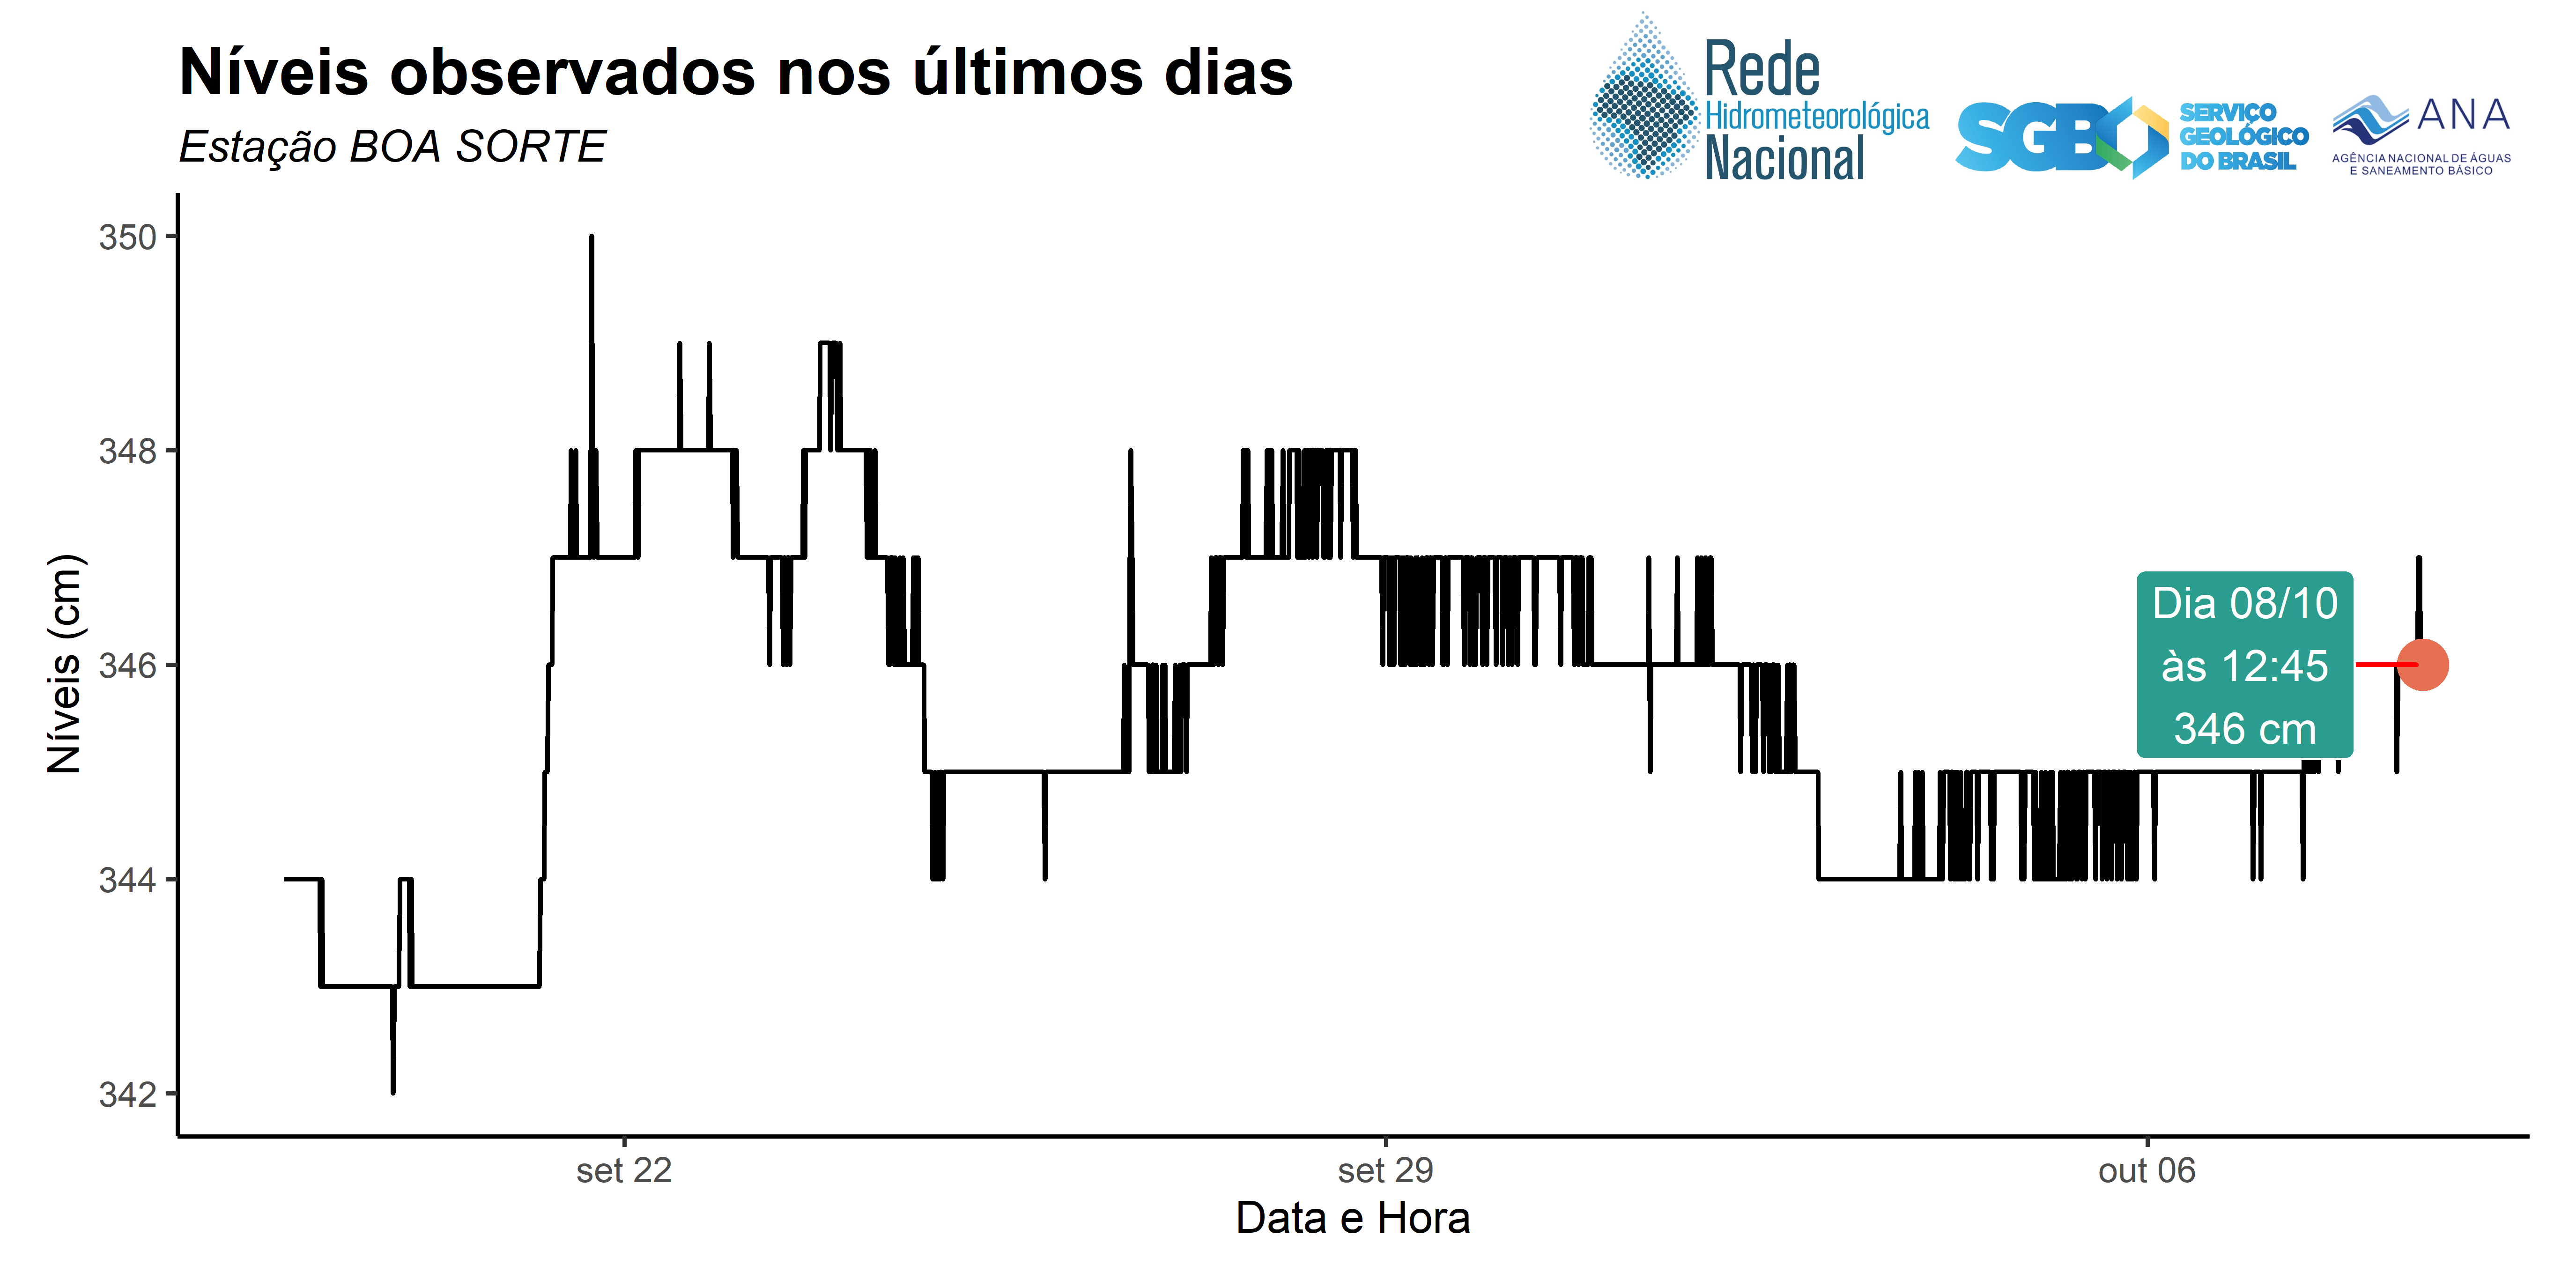 Níveis observados nos últimos dias
Estação BOA SORTE
Rede
Hidrometeorológica
Nacional
SGB
SERVIÇO
GEOLÓGICO
DO BRASIL
ANA
AGÊNCIA NACIONAL DE ÁGUAS
E SANEAMENTO BÁSICO
350
348
346
344
342
Níveis (cm)
Dia 08/10
às 12:45
346 cm
set 22
set 29
out 06
Data e Hora